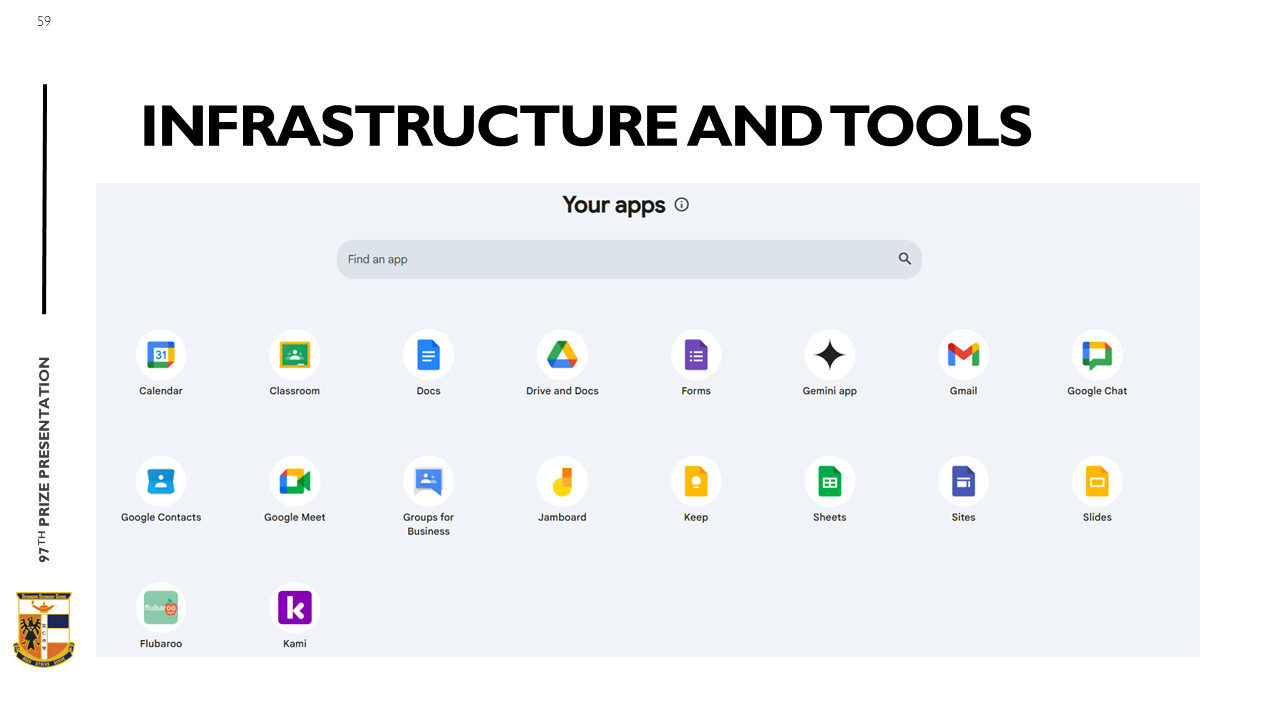 59
INFRASTRUCTURE AND TOOLS
Your apps
Find an app
31
Calendar
Classroom
Docs
Drive and Docs
Forms
Gemini app
Gmail
Google Chat
Google Contacts
Google Meet
Groups for
Business
Jamboard
Keep
Sheets
Sites
Slides
flubaroo
Flubaroo
k
Kami
97TH PRIZE PRESENTATION